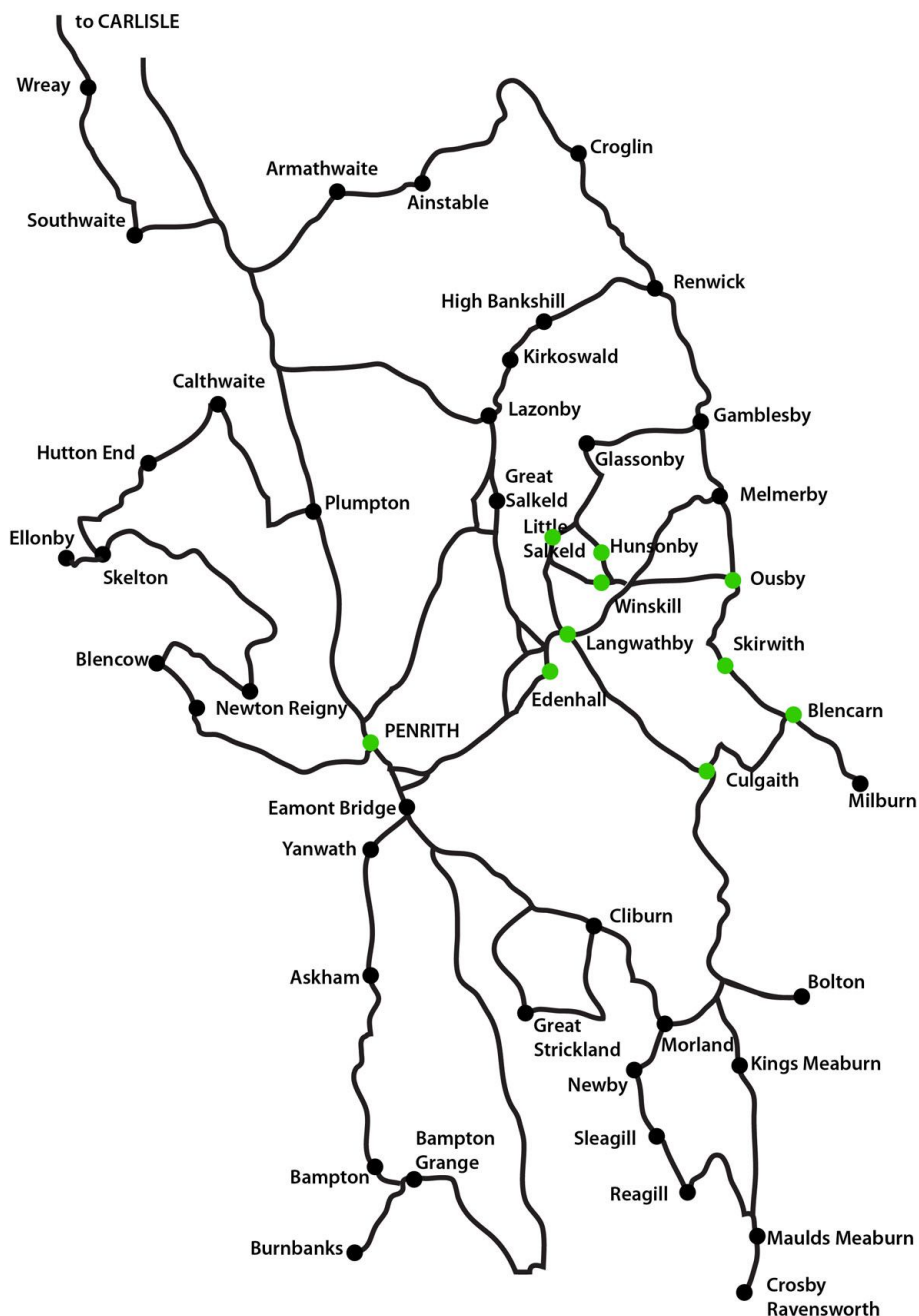 to CARLISLE
Wreay
Croglin
Armathwaite
Ainstable
Southwaite
Renwick
High Bankshill
Kirkoswald
Calthwaite
Lazonby
Gamblesby
Hutton End
Glassonby
Great
Salkeld
Melmerby
Plumpton
Little
Salkeld
Ellonby
Hunsonby
Skelton
Ousby
Winskill
Langwathby
Skirwith
Blencow
Edenhall
Newton Reigny
Blencarn
PENRITH
Culgaith
Milburn
Eamont Bridge
Yanwath
Cliburn
Askham
Bolton
Great
Strickland
Morland
Kings Meaburn
Newby
Sleagill
Bampton
Grange
Bampton
Reagill
Maulds Meaburn
Burnbanks
Crosby
Ravensworth